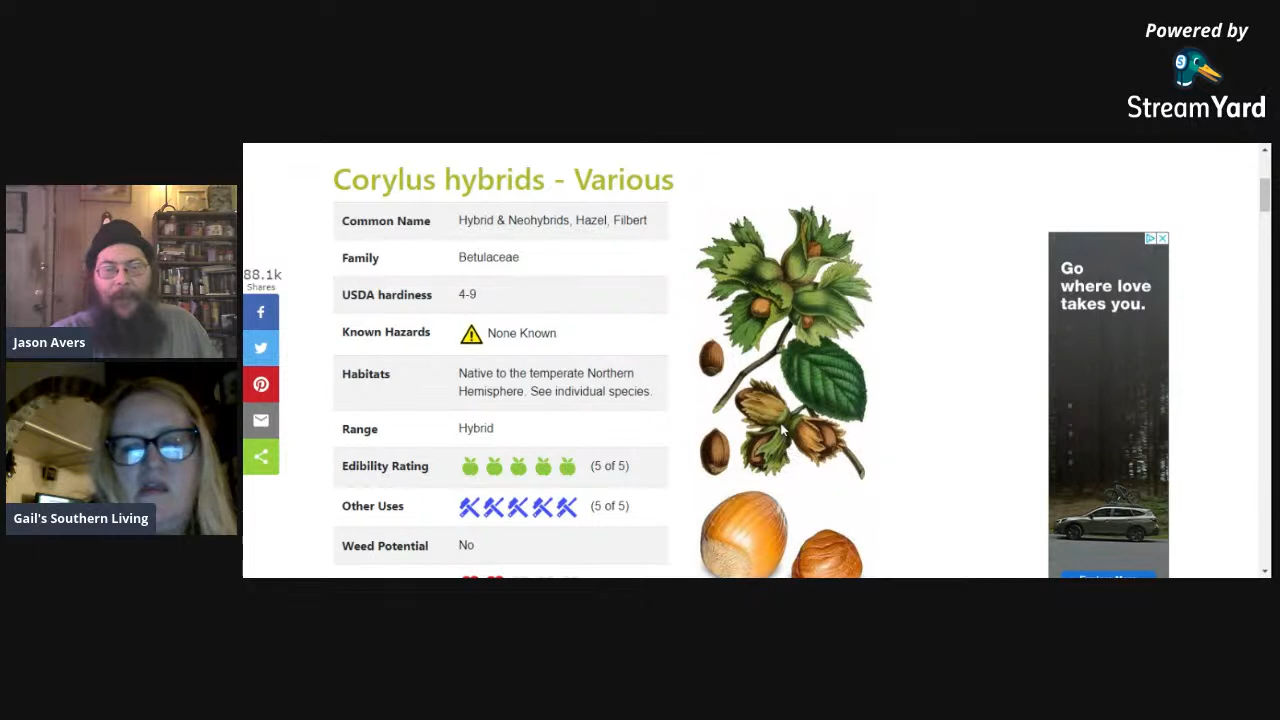 Powered by
StreamYard
Jason Avers
Gail's Southern Living
88.1k
Shares
Corylus hybrids - Various
Common Name Hybrid & Neohybrids, Hazel, Filbert
Family Betulaceae
USDA hardiness 4-9
Known Hazards None Known
Habitats Native to the temperate Northern
Hemisphere. See individual species.
Range Hybrid
Edibility Rating (5 of 5)
Other Uses (5 of 5)
Weed Potential No
Go
where love
takes you.